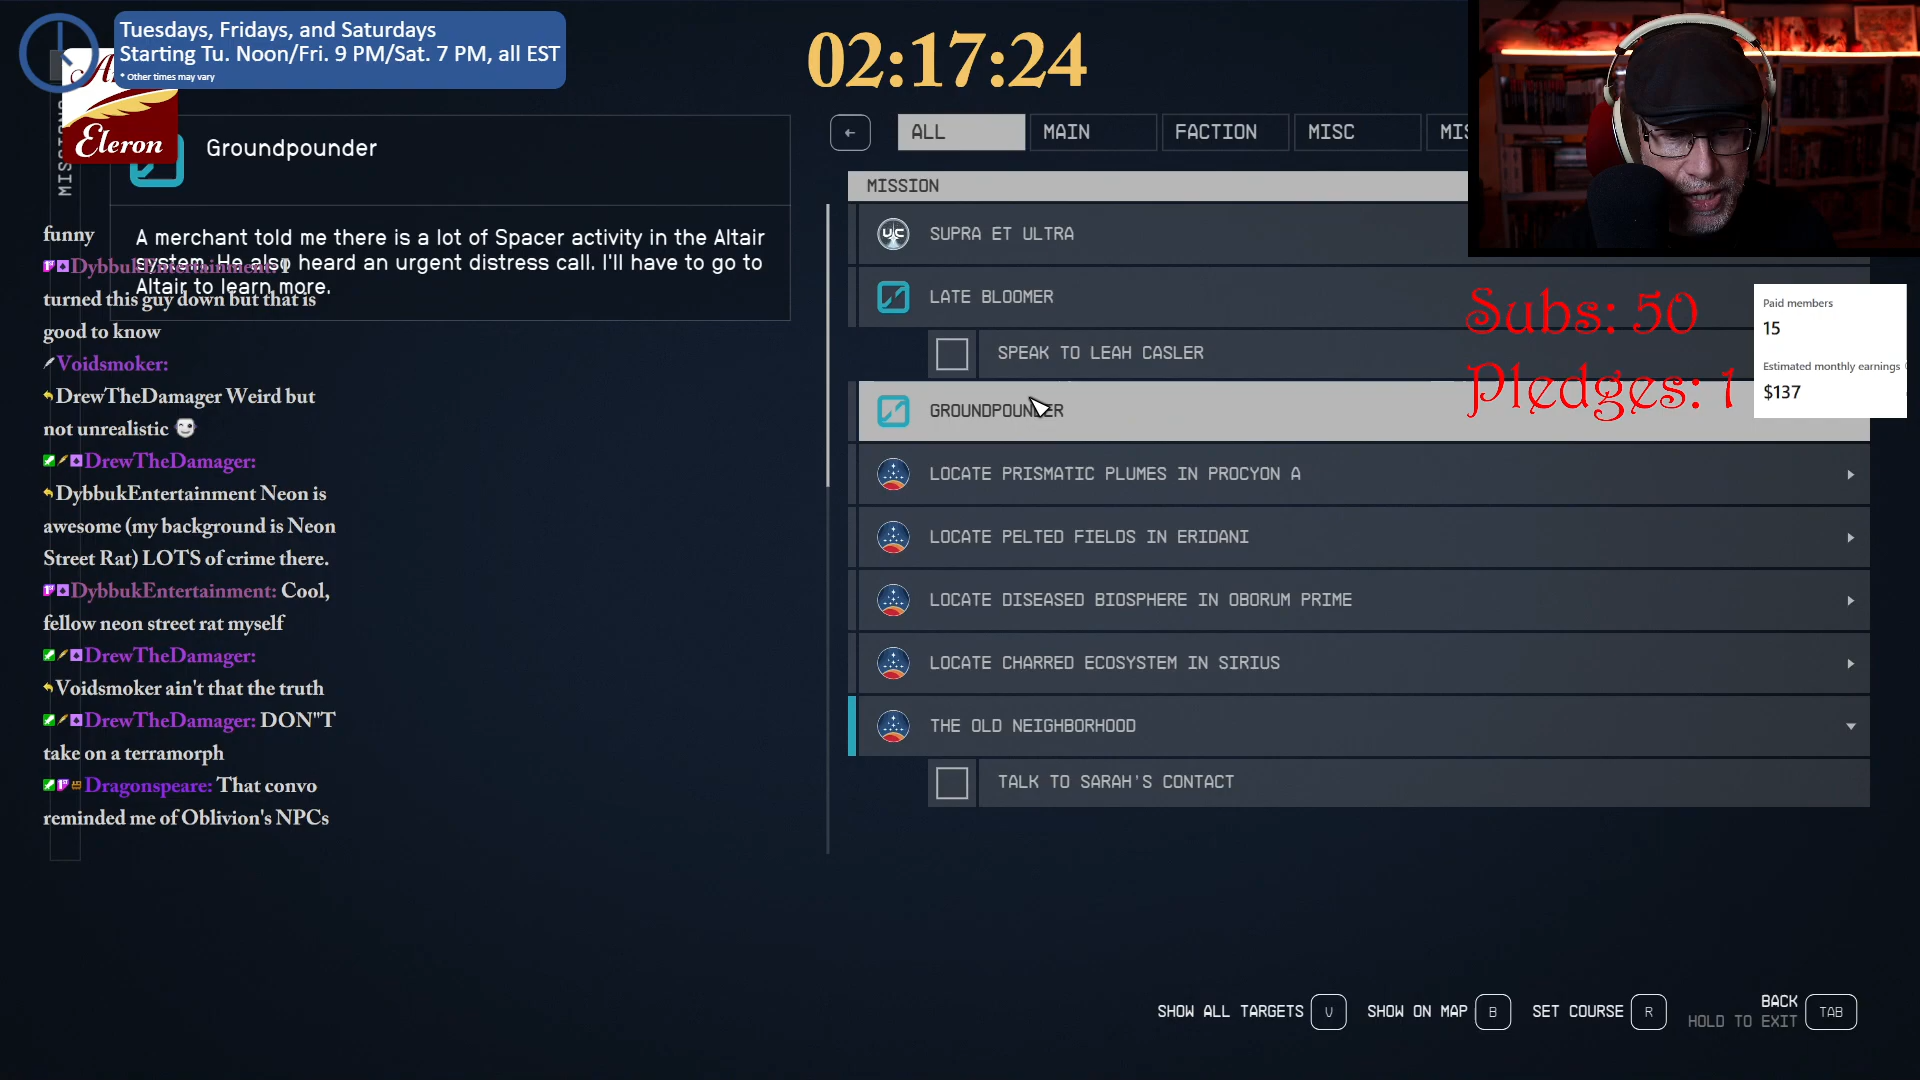 Tuesdays, Fridays, and Saturdays
Starting Tu. Noon/Fri. 9 PM/Sat. 7 PM, all EST
* Other times may vary
Eleron
02:17:24
Groundpounder
A merchant told me there is a lot of Spacer activity in the Altair
system. He also heard an urgent distress call. I'll have to go to
Altair to learn more.
funny
DybbukEntertainment: I
turned this guy down but that is
good to know
Voidsmoker:
DrewTheDamager Weird but
not unrealistic
DrewTheDamager:
DybbukEntertainment Neon is
awesome (my background is Neon
Street Rat) LOTS of crime there.
DybbukEntertainment: Cool,
fellow neon street rat myself
DrewTheDamager:
Voidsmoker ain't that the truth
DrewTheDamager: DON"T
take on a terramorph
Dragonspeare: That convo
reminded me of Oblivion's NPCs
ALL
MAIN
FACTION
MISC
MISSION
UC
SUPRA ET ULTRA
LATE BLOOMER
SPEAK TO LEAH CASLER
GROUNDPOUNDER
LOCATE PRISMATIC PLUMES IN PROCYON A
LOCATE PELTED FIELDS IN ERIDANI
LOCATE DISEASED BIOSPHERE IN OBORUM PRIME
LOCATE CHARRED ECOSYSTEM IN SIRIUS
THE OLD NEIGHBORHOOD
TALK TO SARAH'S CONTACT
Subs: 50
Pledges: 1
Paid members
15
Estimated monthly earnings
$137
SHOW ALL TARGETS V
SHOW ON MAP B
SET COURSE R
BACK TAB
HOLD TO EXIT